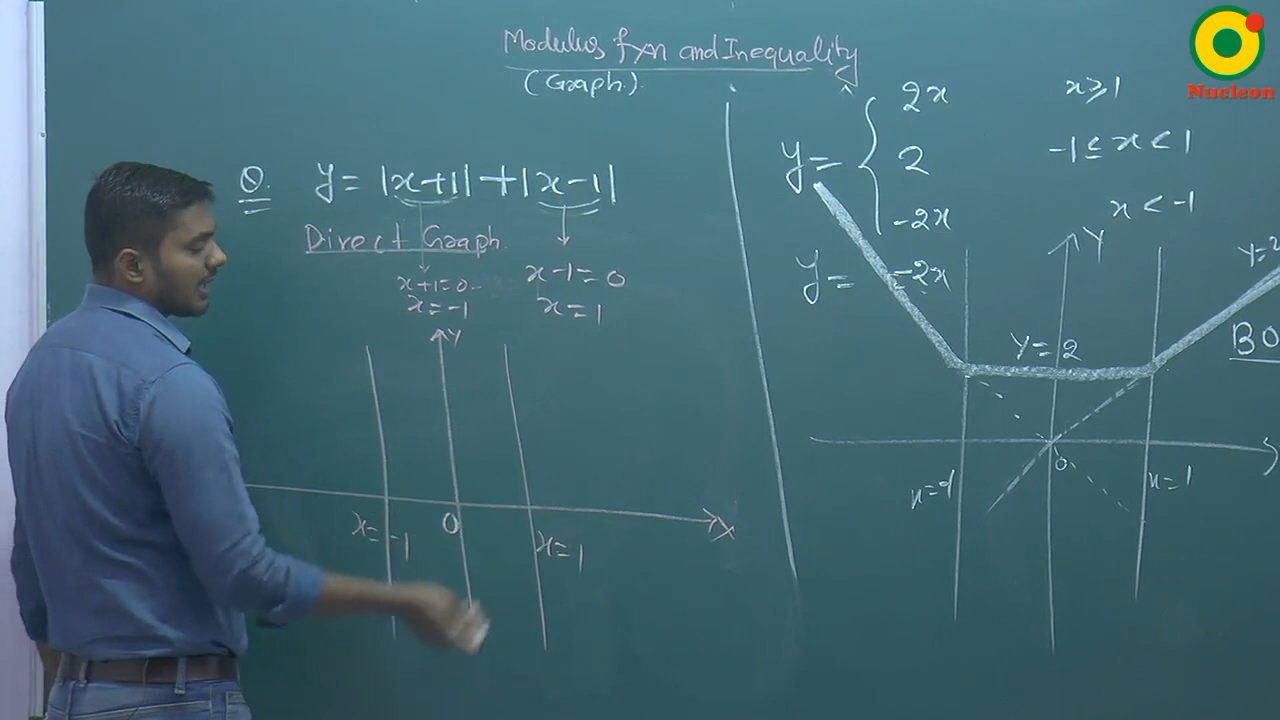 Modulus fxn and Inequality
(Graph).
Nucleon
Q. y = |x+1| + |x-1|
Direct Graph
x+1=0
x=-1
x-1=0
x=1
Y
x=-1
0
x=1
X
y= { 2x x≥1
2 -1≤x<1
-2x x<-1
y= -2x
Y
Y=2
0
x=-1
x=1